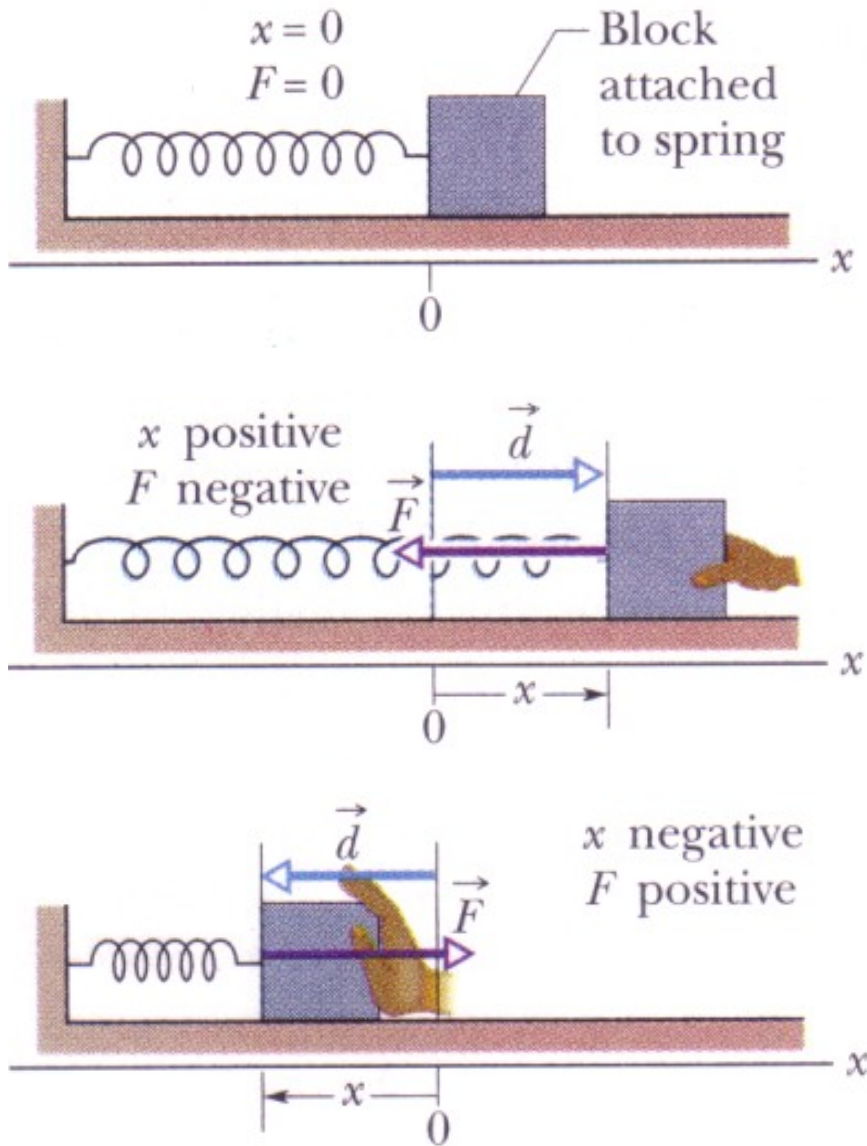 x = 0
F = 0
Block
attached
to spring
x
0
x positive
F negative
d
F
x
x
0
d
F
x negative
F positive
x
x
0